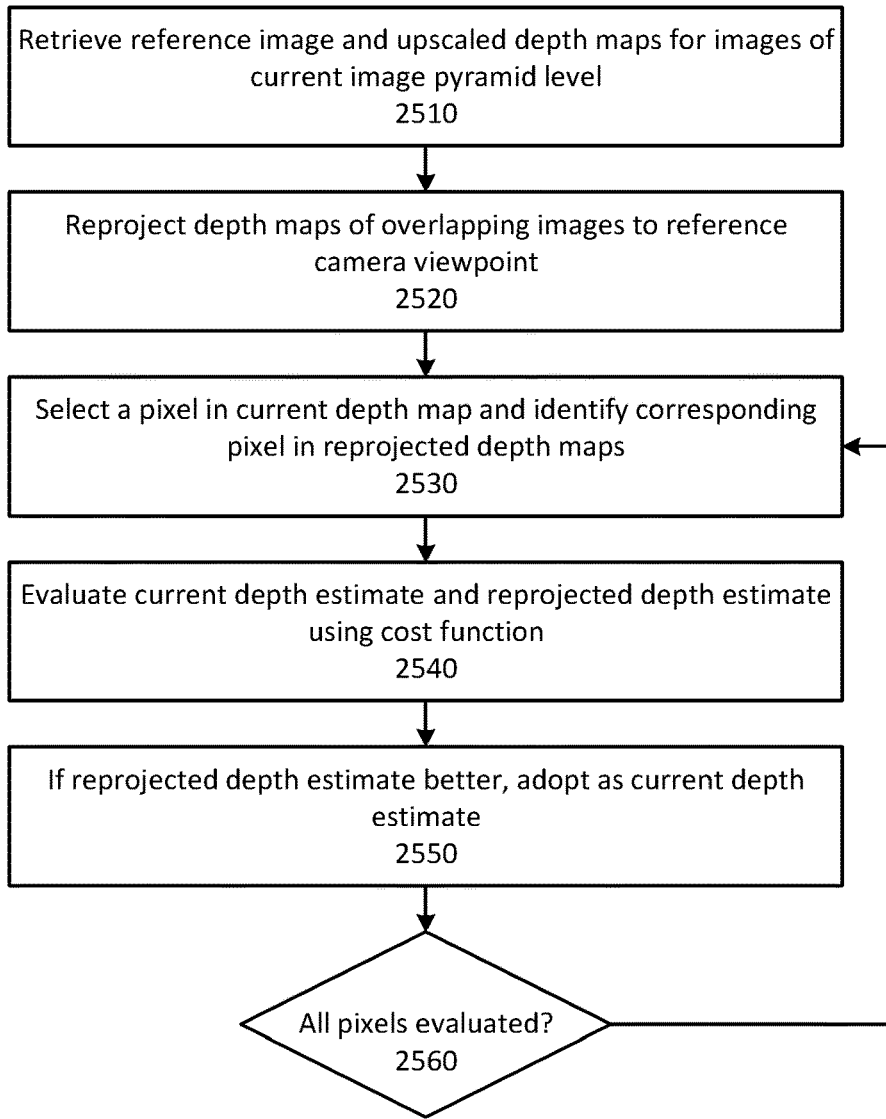 Retrieve reference image and upscaled depth maps for images of
current image pyramid level
2510
Reproject depth maps of overlapping images to reference
camera viewpoint
2520
Select a pixel in current depth map and identify corresponding
pixel in reprojected depth maps
2530
Evaluate current depth estimate and reprojected depth estimate
using cost function
2540
If reprojected depth estimate better, adopt as current depth
estimate
2550
All pixels evaluated?
2560